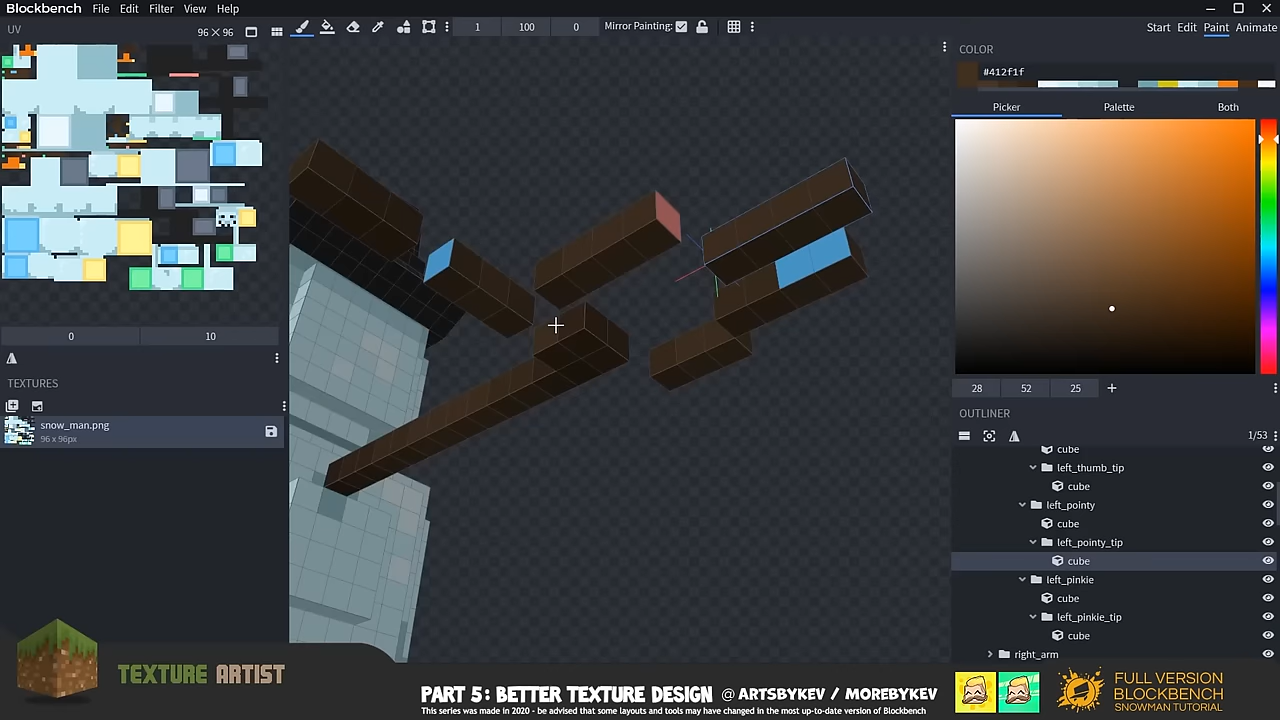 Blockbench File Edit Filter View Help
UV 96 × 96 1 100 0 Mirror Painting: Start Edit Paint Animate
COLOR
#412f1f
Picker Palette Both
0 10
28 52 25
TEXTURES
snow_man.png
96 x 96px
OUTLINER
1/53
cube
left_thumb_tip
cube
left_pointy
cube
left_pointy_tip
cube
left_pinkie
cube
left_pinkie_tip
cube
right_arm
TEXTURE ARTIST
PART 5: BETTER TEXTURE DESIGN @ARTSBYKEV / MOREBYKEV
This series was made in 2020 - be advised that some layouts and tools may have changed in the most up-to-date version of Blockbench
FULL VERSION
BLOCKBENCH
SNOWMAN TUTORIAL